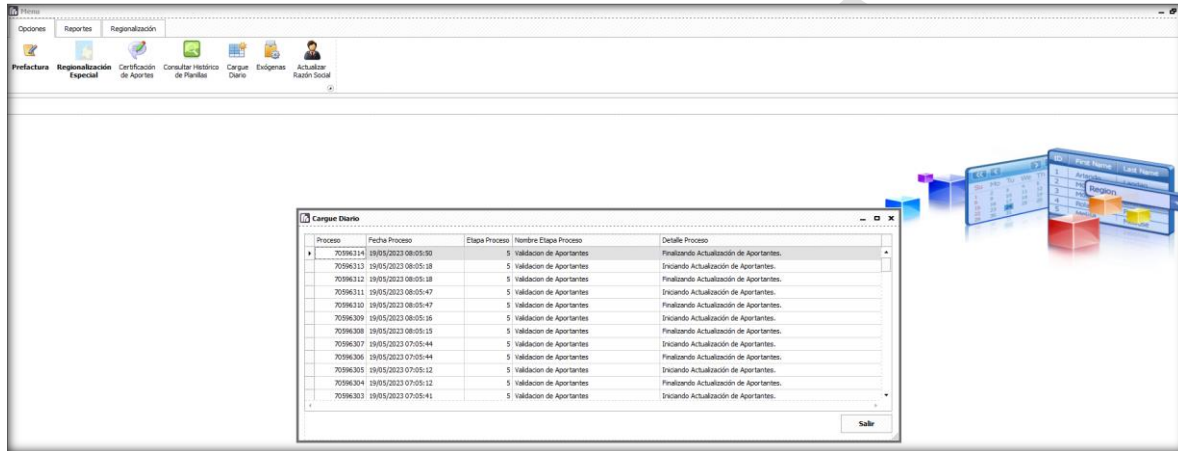 Menu
Opciones Reportes Regionalización
Prefactura Regionalización Especial Certificación de Aportes Consultar Histórico de Planillas Cargue Diario Exógenas Actualizar Razón Social
ID First Name Last Name
Region
Cargue Diario
Proceso Fecha Proceso Etapa Proceso Nombre Etapa Proceso Detalle Proceso
70596314 19/05/2023 08:05:50 5 Validacion de Aportantes Finalizando Actualización de Aportantes.
70596313 19/05/2023 08:05:18 5 Validacion de Aportantes Iniciando Actualización de Aportantes.
70596312 19/05/2023 08:05:18 5 Validacion de Aportantes Finalizando Actualización de Aportantes.
70596311 19/05/2023 08:05:47 5 Validacion de Aportantes Iniciando Actualización de Aportantes.
70596310 19/05/2023 08:05:47 5 Validacion de Aportantes Finalizando Actualización de Aportantes.
70596309 19/05/2023 08:05:16 5 Validacion de Aportantes Iniciando Actualización de Aportantes.
70596308 19/05/2023 08:05:15 5 Validacion de Aportantes Finalizando Actualización de Aportantes.
70596307 19/05/2023 07:05:44 5 Validacion de Aportantes Iniciando Actualización de Aportantes.
70596306 19/05/2023 07:05:44 5 Validacion de Aportantes Finalizando Actualización de Aportantes.
70596305 19/05/2023 07:05:12 5 Validacion de Aportantes Iniciando Actualización de Aportantes.
70596304 19/05/2023 07:05:12 5 Validacion de Aportantes Finalizando Actualización de Aportantes.
70596303 19/05/2023 07:05:41 5 Validacion de Aportantes Iniciando Actualización de Aportantes.
Salir